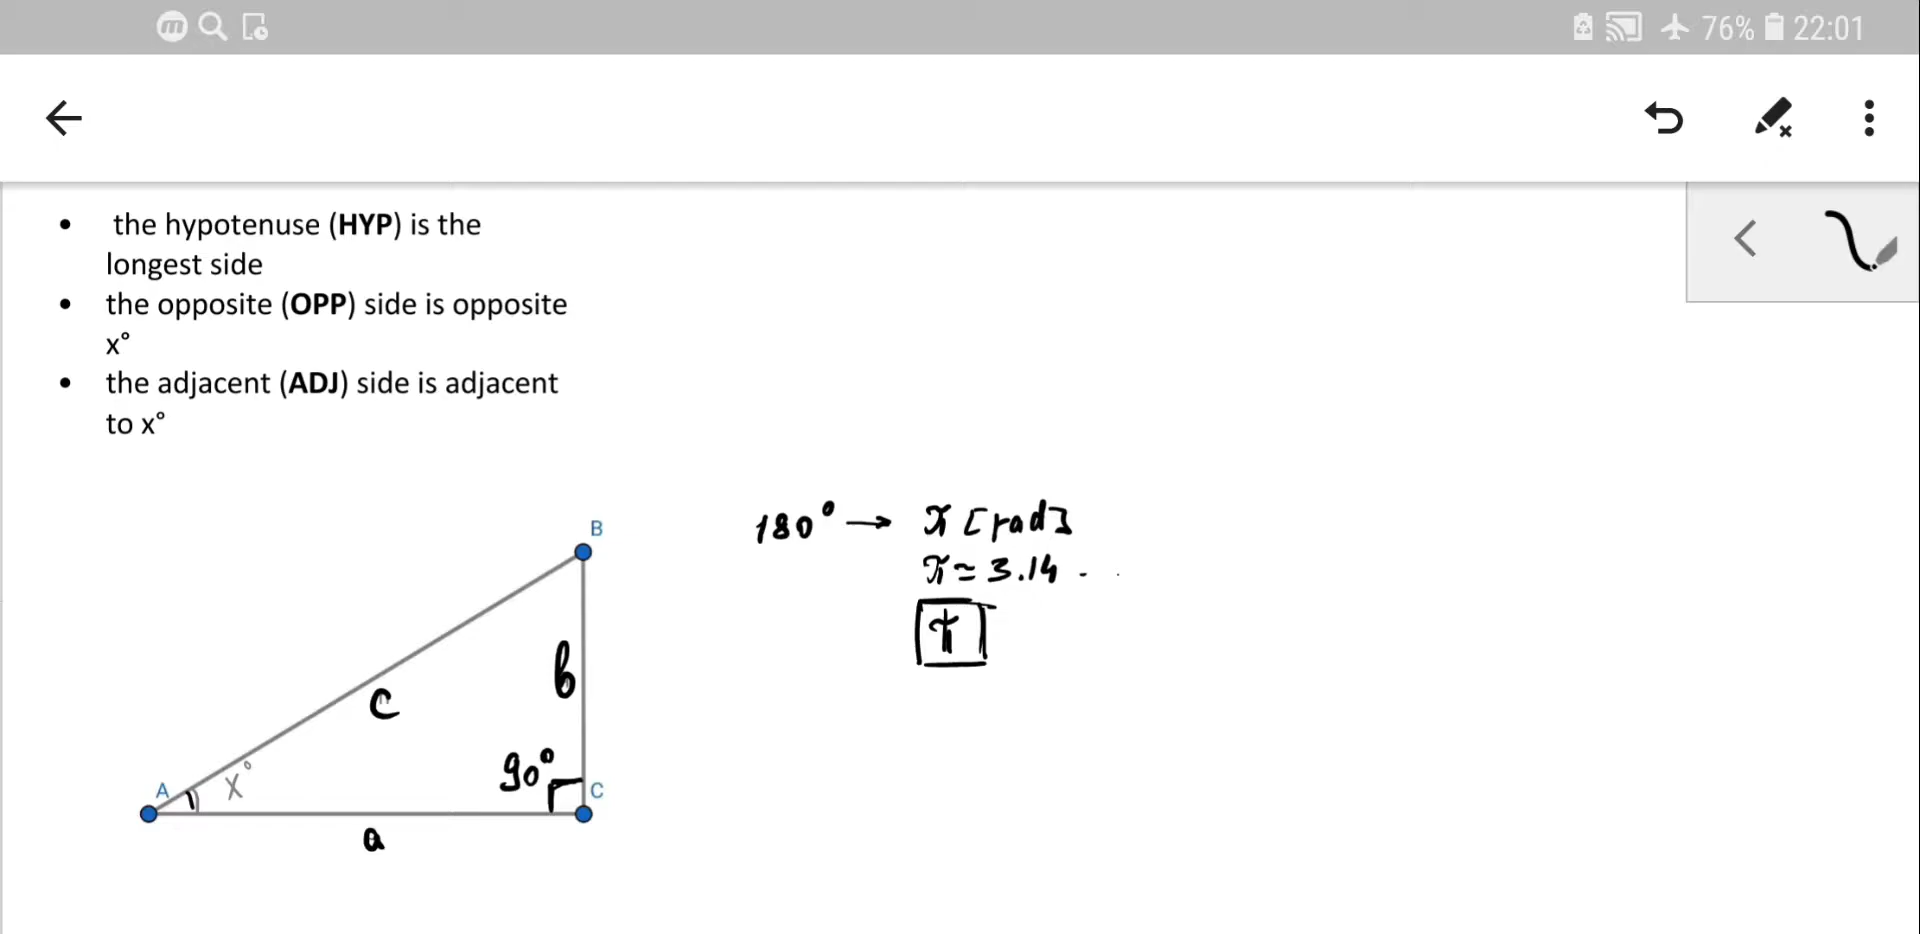 76% 22:01
• the hypotenuse (HYP) is the
longest side
• the opposite (OPP) side is opposite
x°
• the adjacent (ADJ) side is adjacent
to x°
180° → π [rad]
π ≃ 3.14 . .
π
B
b
c
90°
A x° C
a